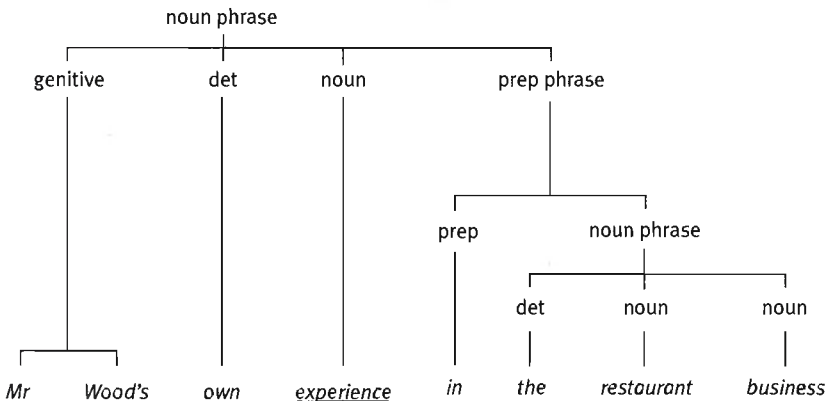 noun phrase
genitive det noun prep phrase
prep noun phrase
det noun noun
Mr Wood's own experience in the restaurant business